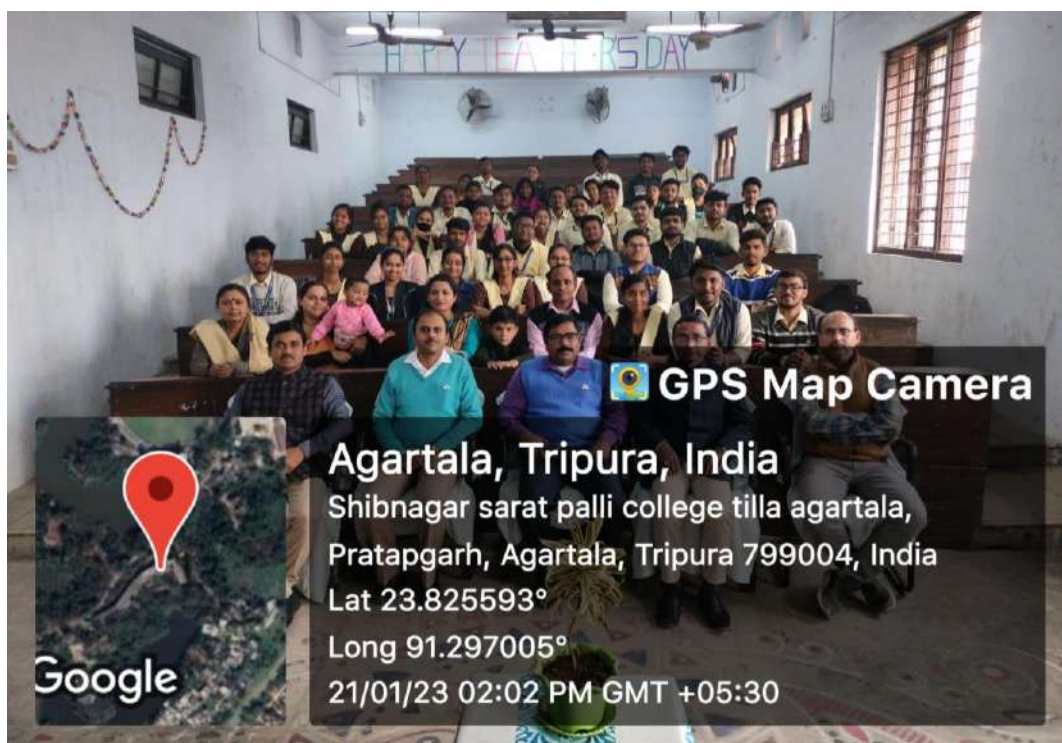 HAPPY TEACHER'S DAY
GPS Map Camera
Agartala, Tripura, India
Shibnagar sarat palli college tilla agartala,
Pratapgarh, Agartala, Tripura 799004, India
Lat 23.825593°
Long 91.297005°
21/01/23 02:02 PM GMT +05:30
Google